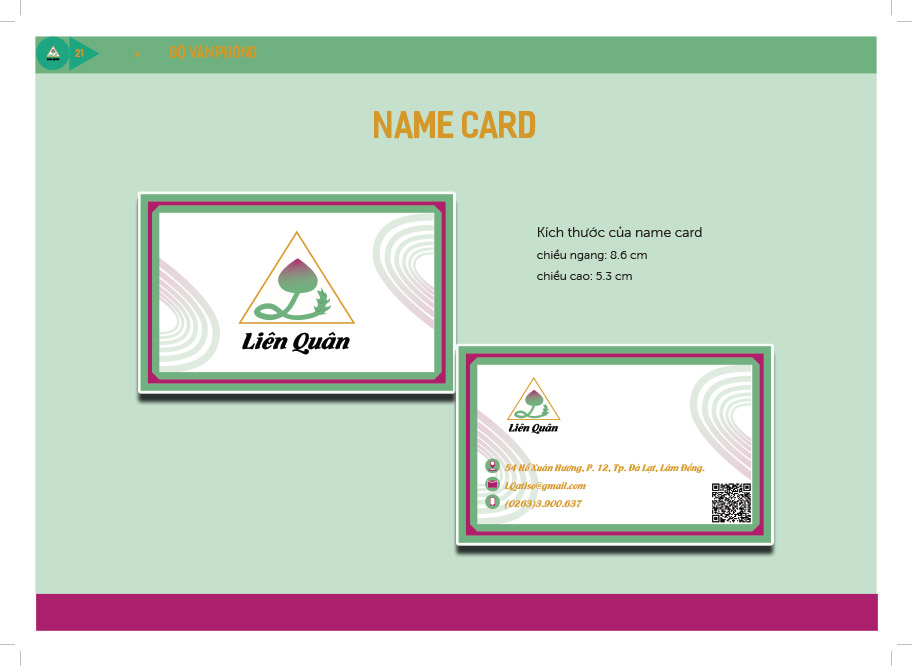 21
BỘ VĂN PHÒNG
NAME CARD
Liên Quân
Kích thước của name card
chiều ngang: 8.6 cm
chiều cao: 5.3 cm
Liên Quân
54 Hồ Xuân Hương, P. 12, Tp. Đà Lạt, Lâm Đồng.
LQatiso@gmail.com
(0263)3.900.637